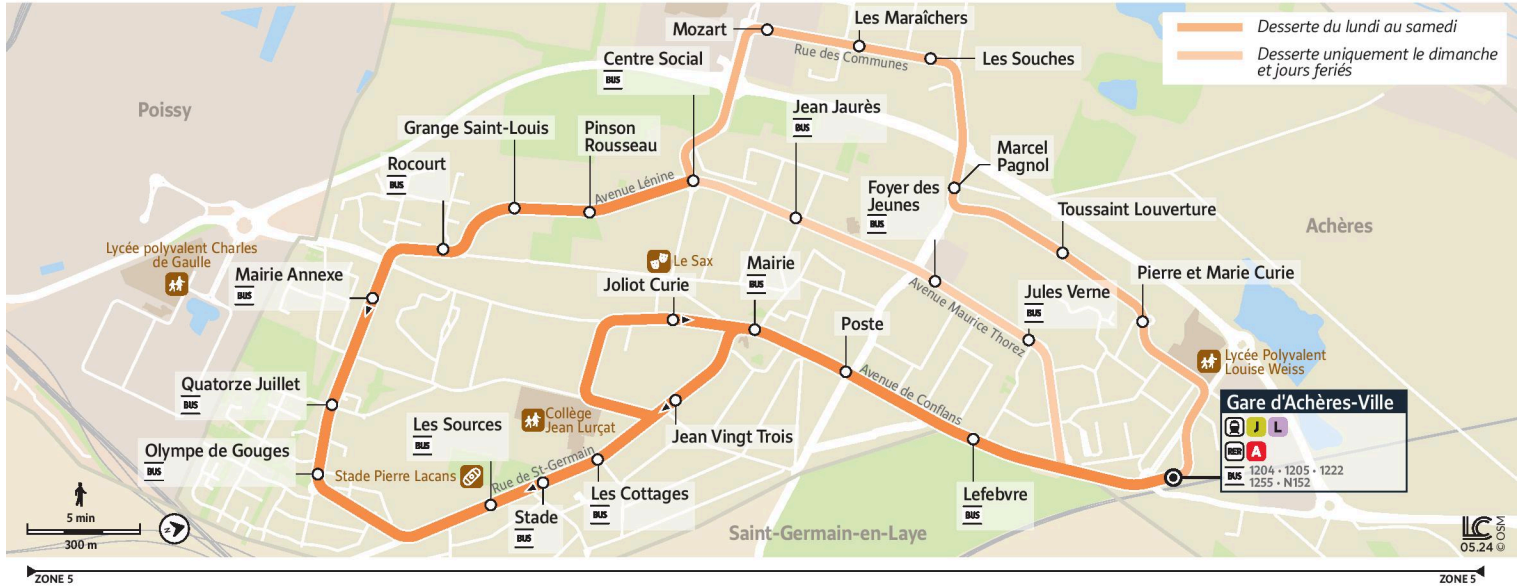 Mozart
Les Maraîchers
Rue des Communes
Les Souches
Desserte du lundi au samedi
Desserte uniquement le dimanche
et jours feriés
Centre Social
BUS
Poissy
Jean Jaurès
BUS
Grange Saint-Louis
Pinson
Rousseau
Rocourt
BUS
Avenue Lénine
Marcel
Pagnol
Foyer des
Jeunes
BUS
Toussaint Louverture
Achères
Lycée polyvalent Charles
de Gaulle
Mairie Annexe
BUS
Le Sax
Joliot Curie
Mairie
BUS
Pierre et Marie Curie
Jules Verne
BUS
Avenue Maurice Thorez
Poste
Avenue de Conflans
Lycée Polyvalent
Louise Weiss
Quatorze Juillet
BUS
Gare d'Achères-Ville
J L
RER A
BUS 1204 • 1205 • 1222
1255 • N152
Les Sources
BUS
Collège
Jean Lurçat
Jean Vingt Trois
Olympe de Gouges
BUS
Stade Pierre Lacans
Rue de St-Germain
Les Cottages
BUS
Stade
BUS
Lefebvre
BUS
Saint-Germain-en-Laye
5 min
300 m
LC
05.24 © OSM
ZONE 5
ZONE 5